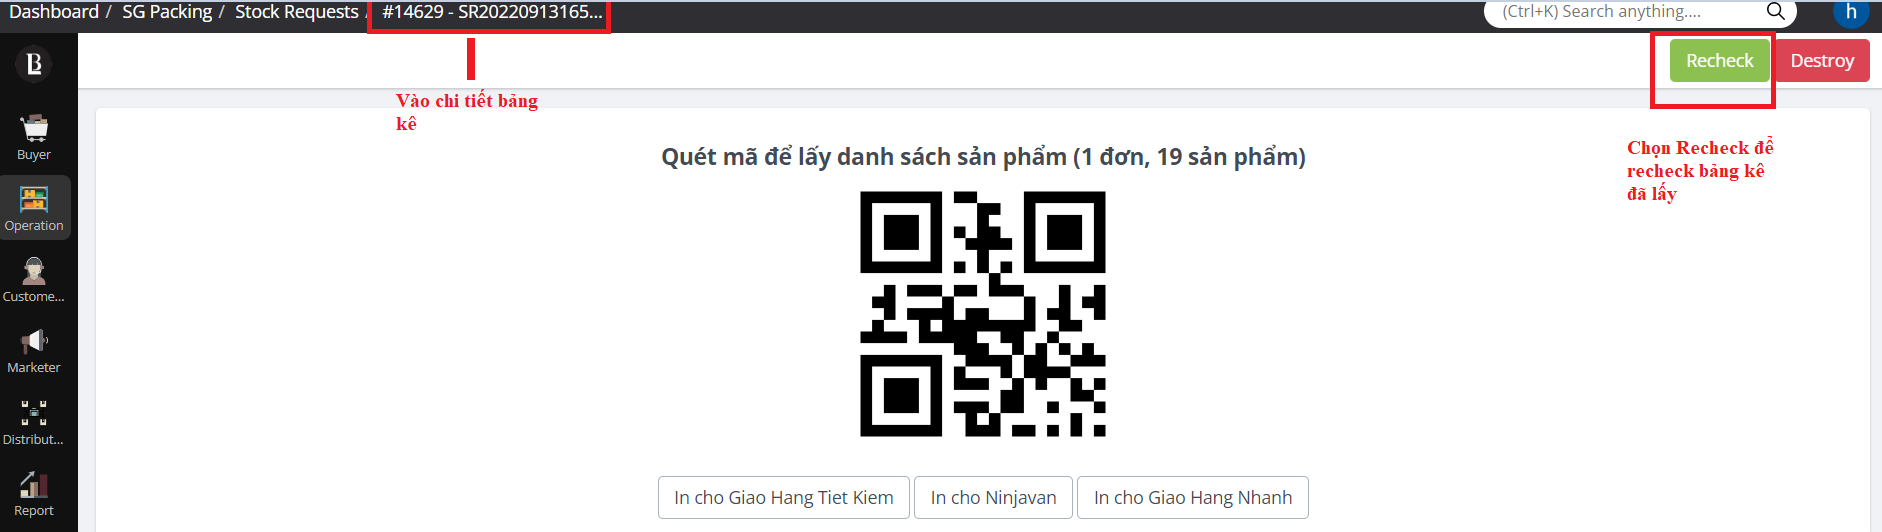 Dashboard / SG Packing / Stock Requests / #14629 - SR20220913165...
(Ctrl+K) Search anything....
h
Recheck
Destroy
Vào chi tiết bảng
kê
Chọn Recheck để
recheck bảng kê
đã lấy
Buyer
Operation
Custome...
Marketer
Distribut...
Report
Quét mã để lấy danh sách sản phẩm (1 đơn, 19 sản phẩm)
In cho Giao Hang Tiet Kiem
In cho Ninjavan
In cho Giao Hang Nhanh